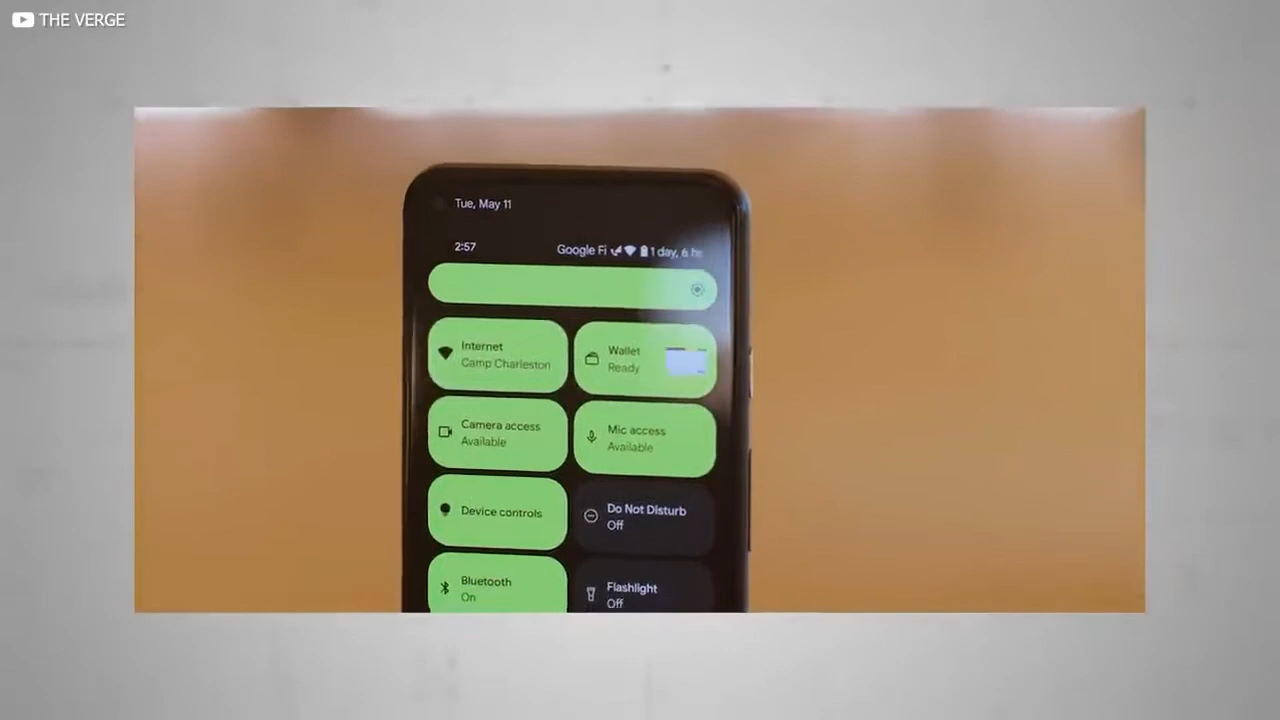 THE VERGE
Tue, May 11
2:57
Google Fi 1 day, 6 hr
Internet
Camp Charleston
Wallet
Ready
Camera access
Available
Mic access
Available
Device controls
Do Not Disturb
Off
Bluetooth
On
Flashlight
Off